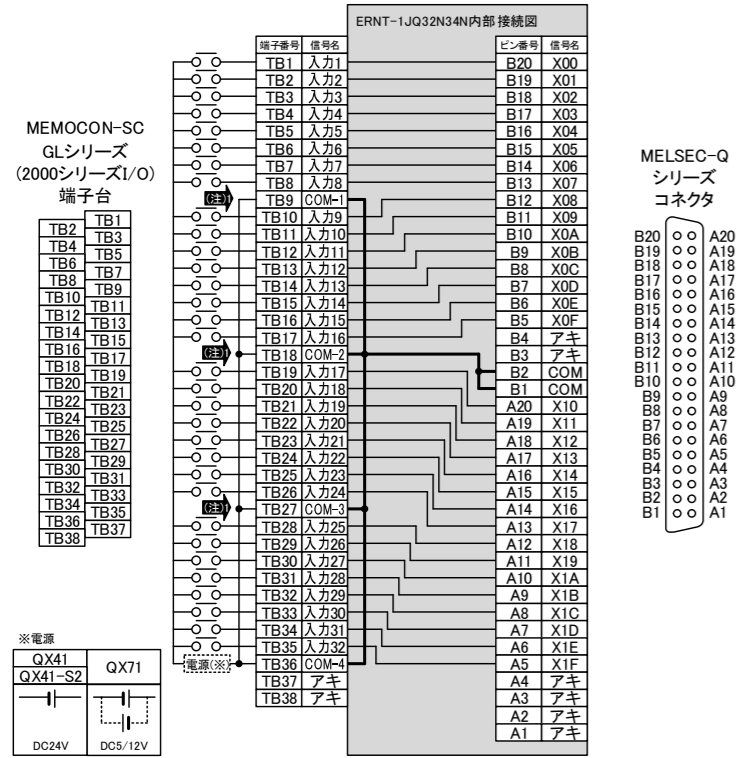 ERNT-1JQ32N34N内部 接続図
端子番号 信号名 ピン番号 信号名
TB1 入力1 B20 X00
TB2 入力2 B19 X01
TB3 入力3 B18 X02
TB4 入力4 B17 X03
TB5 入力5 B16 X04
TB6 入力6 B15 X05
TB7 入力7 B14 X06
TB8 入力8 B13 X07
(注)1 TB9 COM-1 B12 X08
TB10 入力9 B11 X09
TB11 入力10 B10 X0A
TB12 入力11 B9 X0B
TB13 入力12 B8 X0C
TB14 入力13 B7 X0D
TB15 入力14 B6 X0E
TB16 入力15 B5 X0F
TB17 入力16 B4 アキ
(注)1 TB18 COM-2 B3 アキ
TB19 入力17 B2 COM
TB20 入力18 B1 COM
TB21 入力19 A20 X10
TB22 入力20 A19 X11
TB23 入力21 A18 X12
TB24 入力22 A17 X13
TB25 入力23 A16 X14
TB26 入力24 A15 X15
(注)1 TB27 COM-3 A14 X16
TB28 入力25 A13 X17
TB29 入力26 A12 X18
TB30 入力27 A11 X19
TB31 入力28 A10 X1A
TB32 入力29 A9 X1B
TB33 入力30 A8 X1C
TB34 入力31 A7 X1D
TB35 入力32 A6 X1E
電源(※) TB36 COM-4 A5 X1F
TB37 アキ A4 アキ
TB38 アキ A3 アキ
A2 アキ
A1 アキ
MEMOCON-SC
GLシリーズ
(2000シリーズI/O)
端子台
TB1
TB2
TB3
TB4
TB5
TB6
TB7
TB8
TB9
TB10
TB11
TB12
TB13
TB14
TB15
TB16
TB17
TB18
TB19
TB20
TB21
TB22
TB23
TB24
TB25
TB26
TB27
TB28
TB29
TB30
TB31
TB32
TB33
TB34
TB35
TB36
TB37
TB38
MELSEC-Q
シリーズ
コネクタ
B20 A20
B19 A19
B18 A18
B17 A17
B16 A16
B15 A15
B14 A14
B13 A13
B12 A12
B11 A11
B10 A10
B9 A9
B8 A8
B7 A7
B6 A6
B5 A5
B4 A4
B3 A3
B2 A2
B1 A1
※電源
QX41 QX71
QX41-S2
DC24V DC5/12V